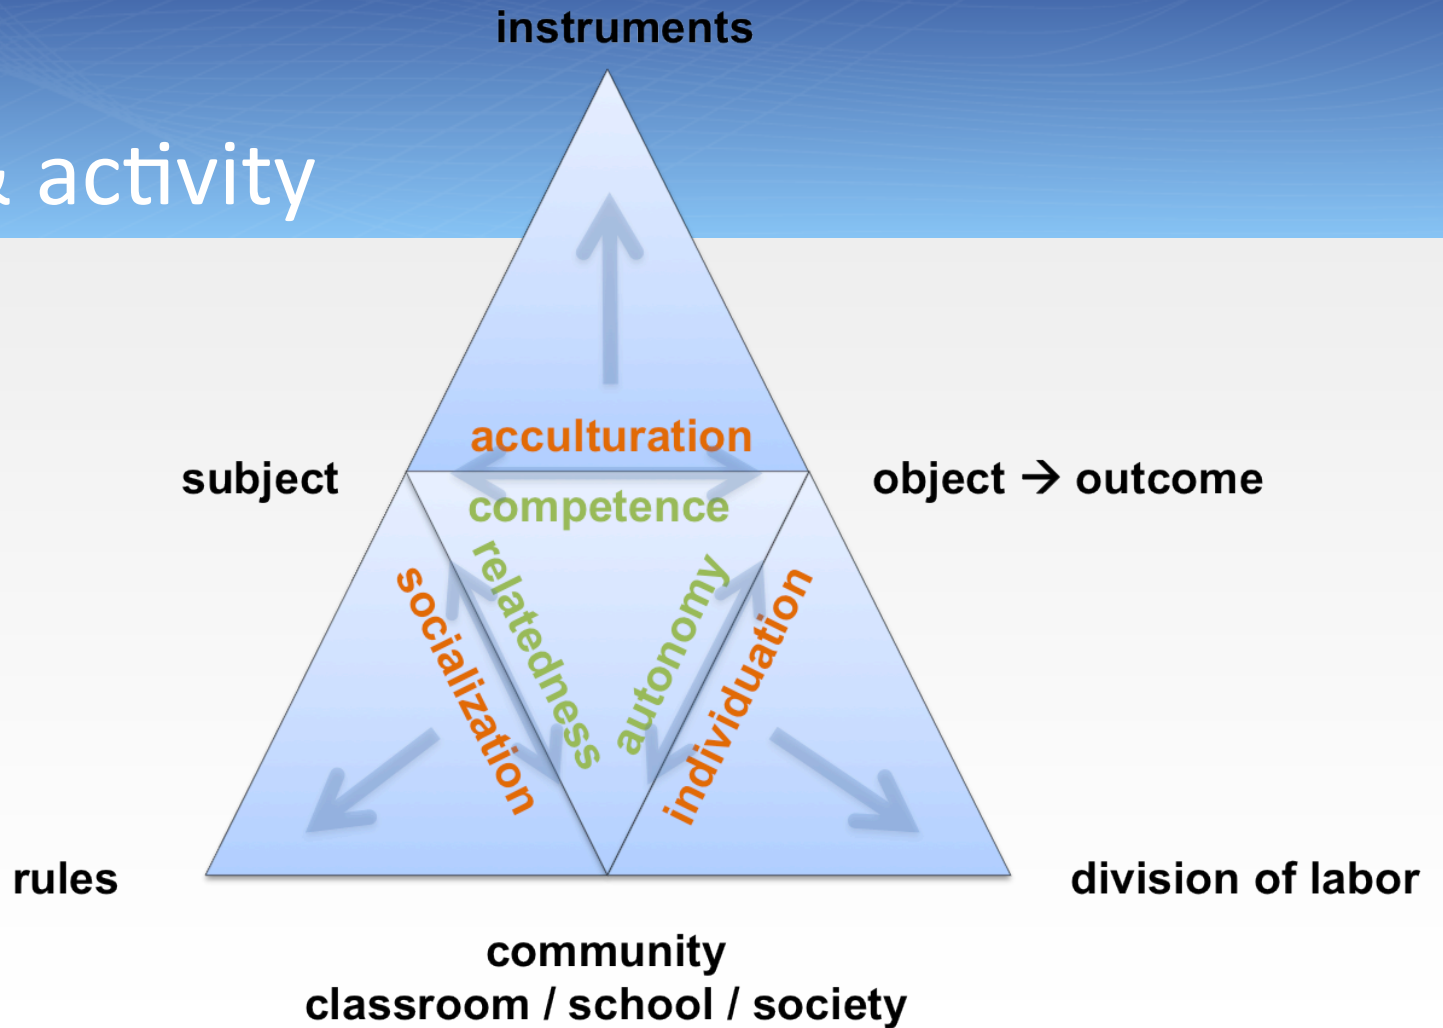 instruments
& activity
acculturation
subject
object → outcome
competence
relatedness
autonomy
socialization
individuation
rules
division of labor
community
classroom / school / society